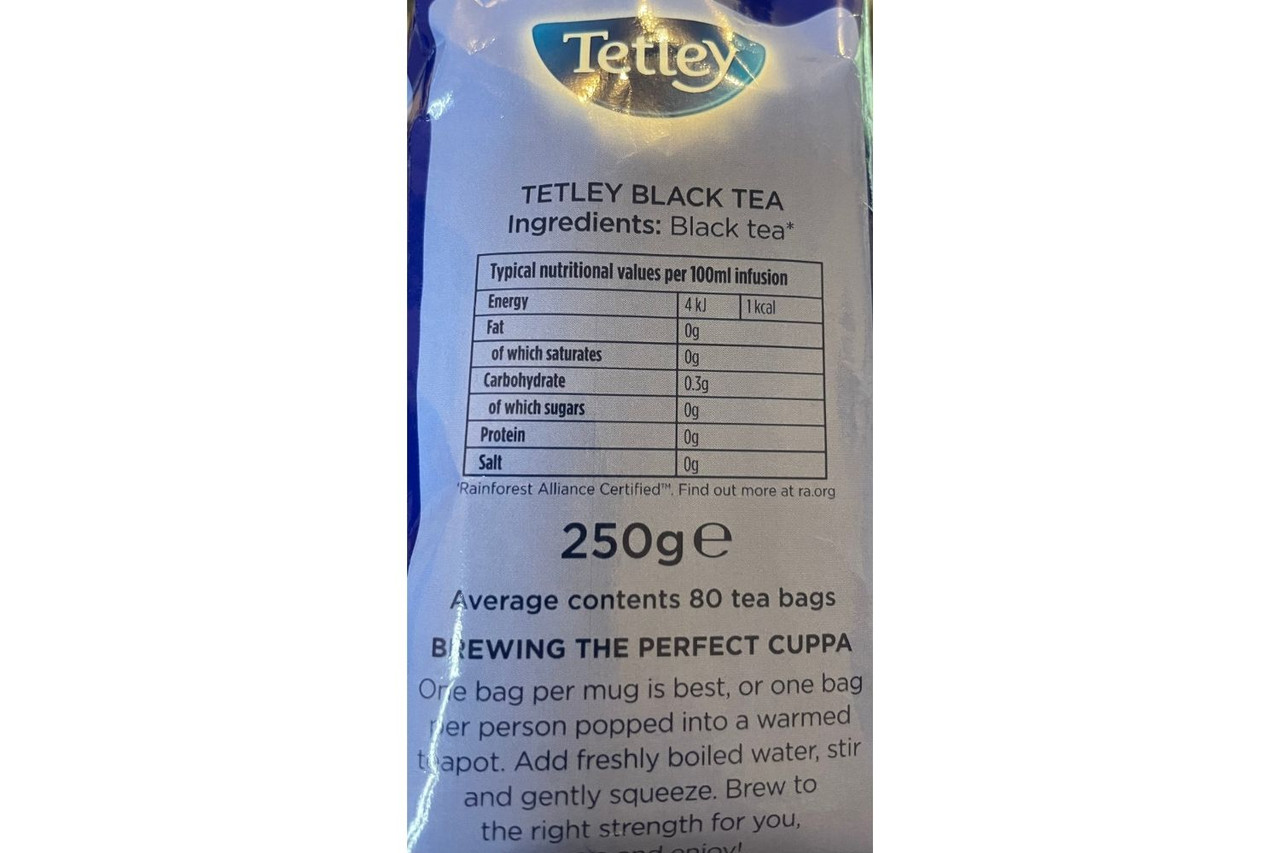 Tetley
TETLEY BLACK TEA
Ingredients: Black tea*
Typical nutritional values per 100ml infusion
Energy 4 kJ 1 kcal
Fat 0g
of which saturates 0g
Carbohydrate 0.3g
of which sugars 0g
Protein 0g
Salt 0g
*Rainforest Alliance Certified™. Find out more at ra.org
250g ℮
Average contents 80 tea bags
BREWING THE PERFECT CUPPA
One bag per mug is best, or one bag
per person popped into a warmed
teapot. Add freshly boiled water, stir
and gently squeeze. Brew to
the right strength for you,
and enjoy!